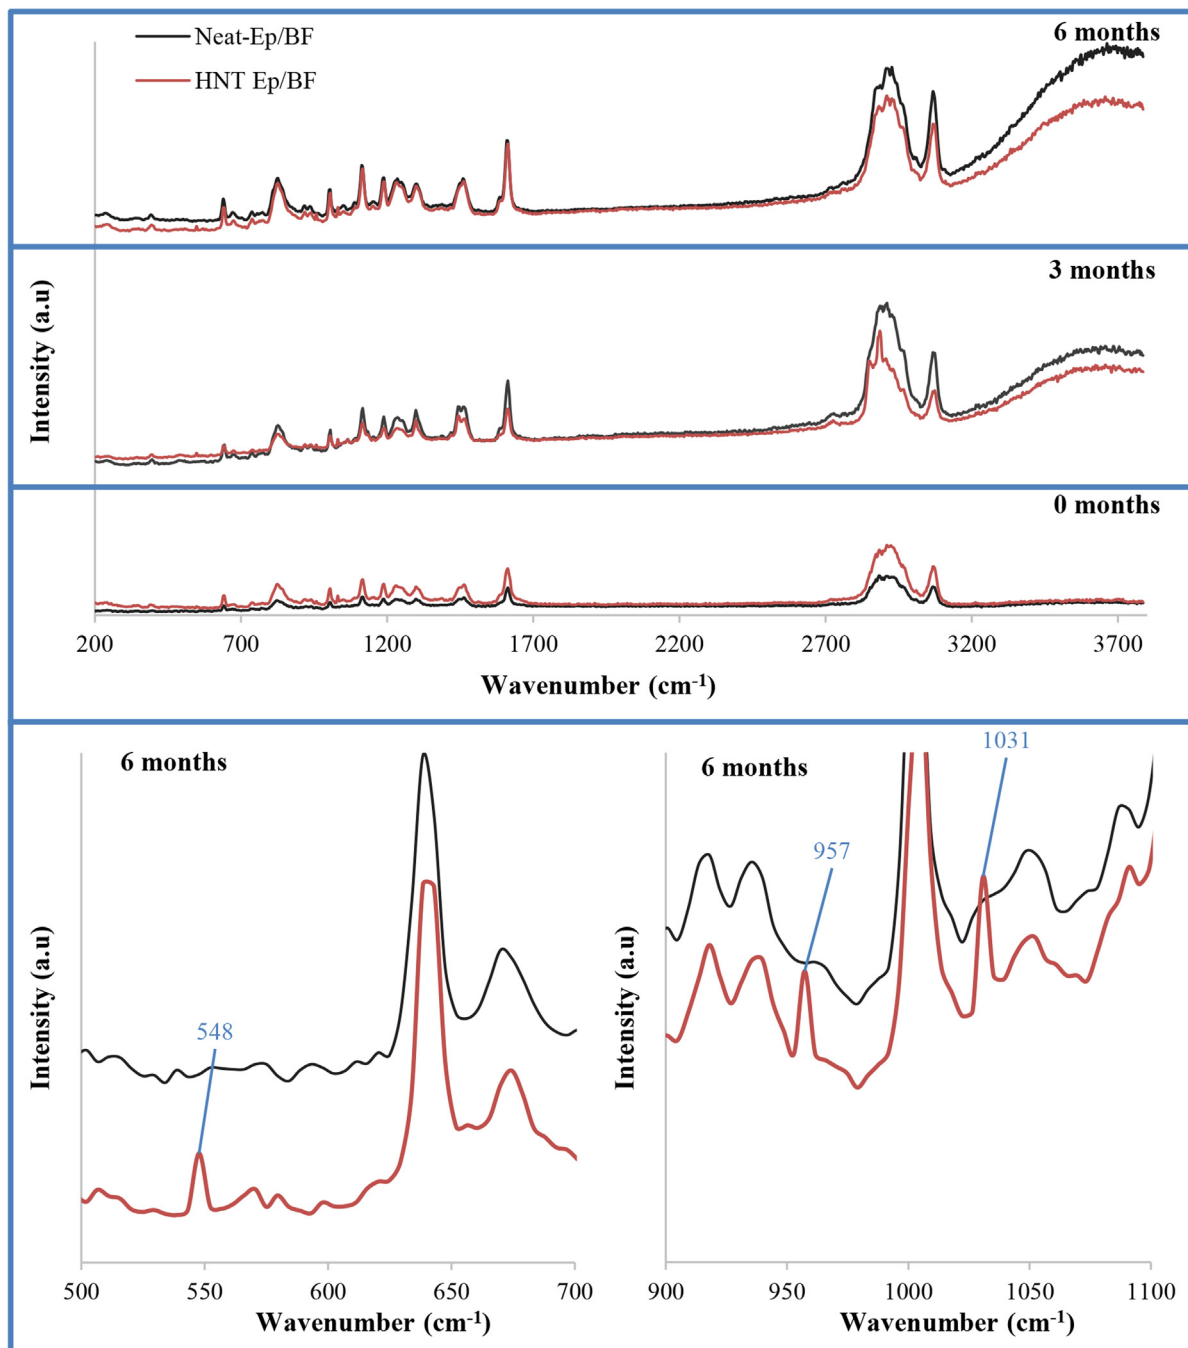 6 months
Neat-Ep/BF
HNT Ep/BF
3 months
Intensity (a.u)
0 months
200 700 1200 1700 2200 2700 3200 3700
Wavenumber (cm⁻¹)
6 months
548
Intensity (a.u)
500 550 600 650 700
Wavenumber (cm⁻¹)
6 months
1031
957
Intensity (a.u)
900 950 1000 1050 1100
Wavenumber (cm⁻¹)